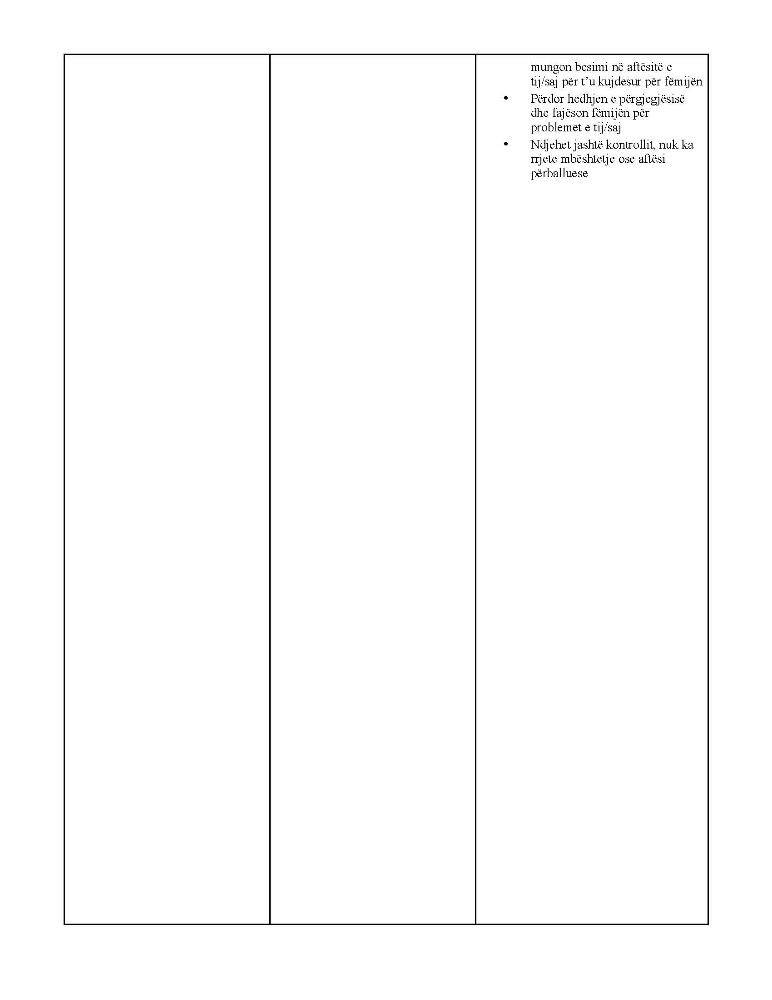 mungon besimi në aftësitë e
tij/saj për t’u kujdesur për fëmijën
• Përdor hedhjen e përgjegjësisë
dhe fajëson fëmijën për
problemet e tij/saj
• Ndjehet jashtë kontrollit, nuk ka
rrjete mbështetje ose aftësi
përballuese